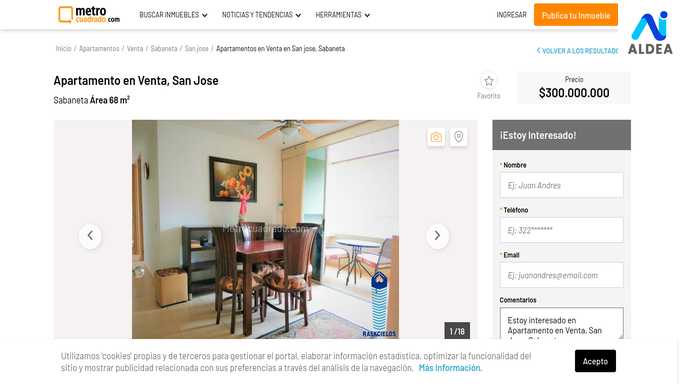 metro
cuadrado.com
BUSCAR INMUEBLES
NOTICIAS Y TENDENCIAS
HERRAMIENTAS
INGRESAR
Publica tu Inmueble
ALDEA
Inicio / Apartamentos / Venta / Sabaneta / San jose / Apartamentos en Venta en San jose, Sabaneta
VOLVER A LOS RESULTADO
Apartamento en Venta, San Jose
Sabaneta Área 68 m²
Favorito
Precio
$300.000.000
Metrocuadrado.com
RASKCIELOS
1 / 18
¡Estoy Interesado!
* Nombre
Ej: Juan Andres
* Teléfono
Ej: 322*******
* Email
Ej: juanandres@email.com
Comentarios
Estoy interesado en
Apartamento en Venta, San
Utilizamos 'cookies' propias y de terceros para gestionar el portal, elaborar información estadística, optimizar la funcionalidad del
sitio y mostrar publicidad relacionada con sus preferencias a través del análisis de la navegación. Más información.
Acepto